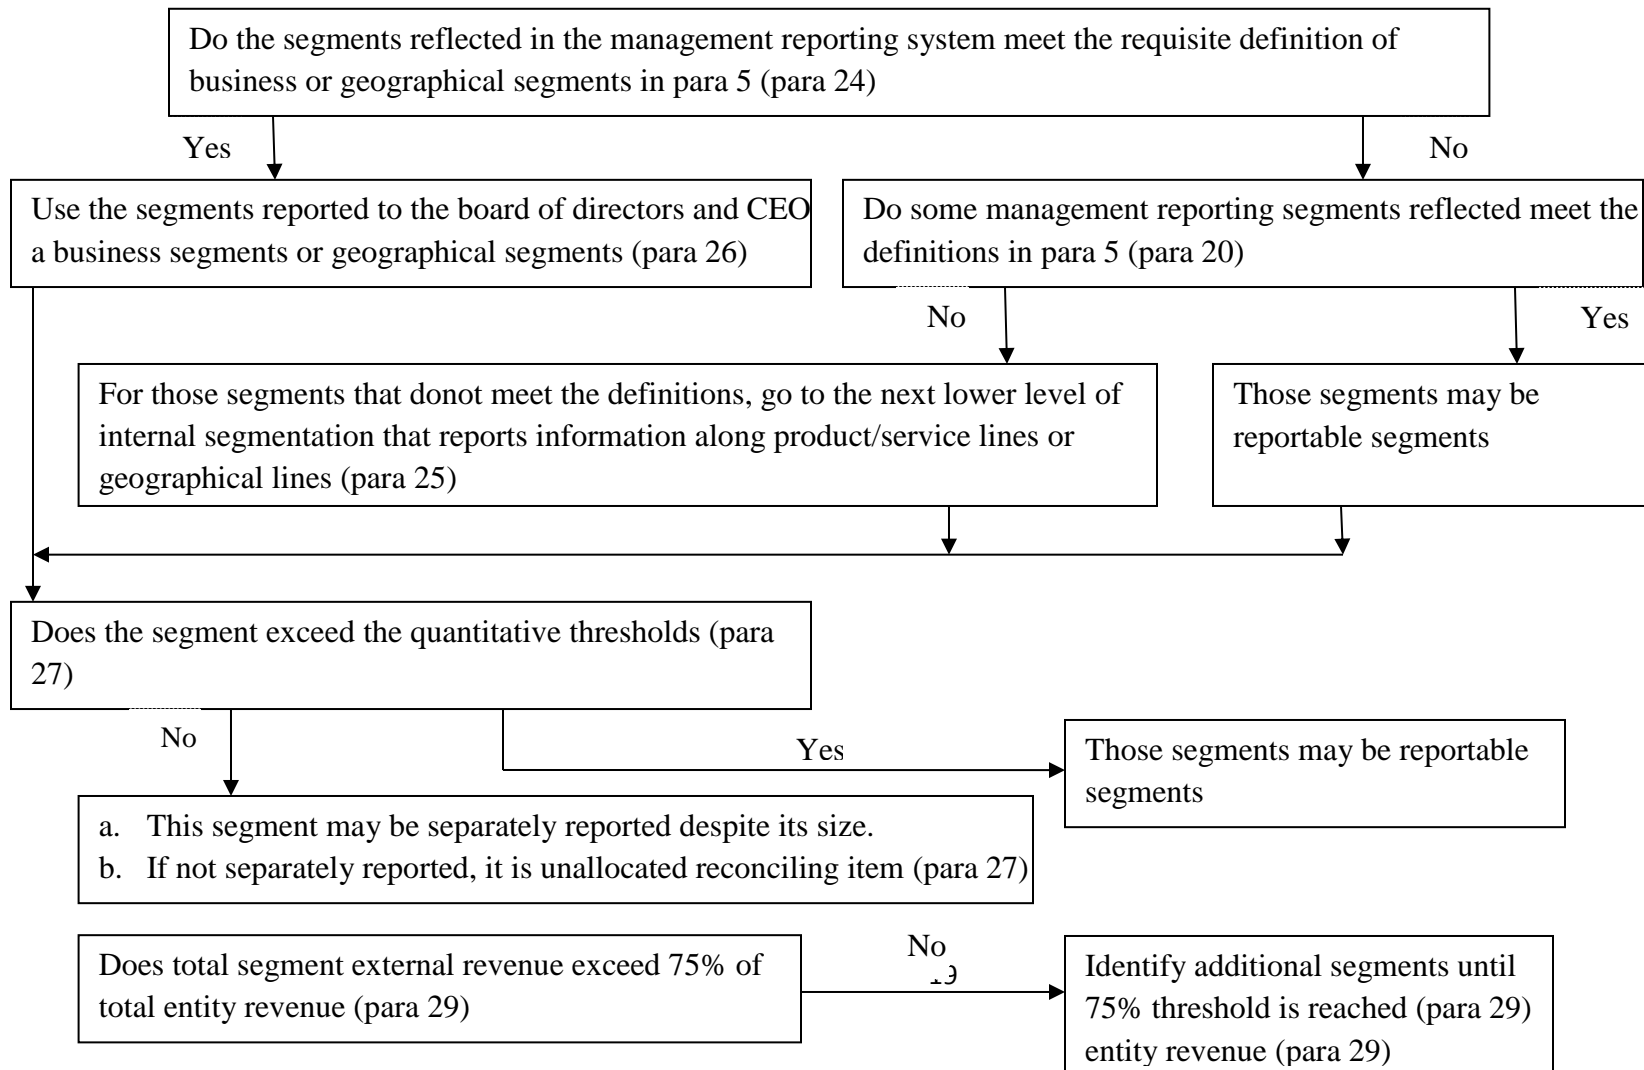 Do the segments reflected in the management reporting system meet the requisite definition of
business or geographical segments in para 5 (para 24)
Yes
No
Use the segments reported to the board of directors and CEO
a business segments or geographical segments (para 26)
Do some management reporting segments reflected meet the
definitions in para 5 (para 20)
No
Yes
For those segments that donot meet the definitions, go to the next lower level of
internal segmentation that reports information along product/service lines or
geographical lines (para 25)
Those segments may be
reportable segments
Does the segment exceed the quantitative thresholds (para
27)
No
Yes
Those segments may be reportable
segments
a. This segment may be separately reported despite its size.
b. If not separately reported, it is unallocated reconciling item (para 27)
Does total segment external revenue exceed 75% of
total entity revenue (para 29)
No
19
Identify additional segments until
75% threshold is reached (para 29)
entity revenue (para 29)